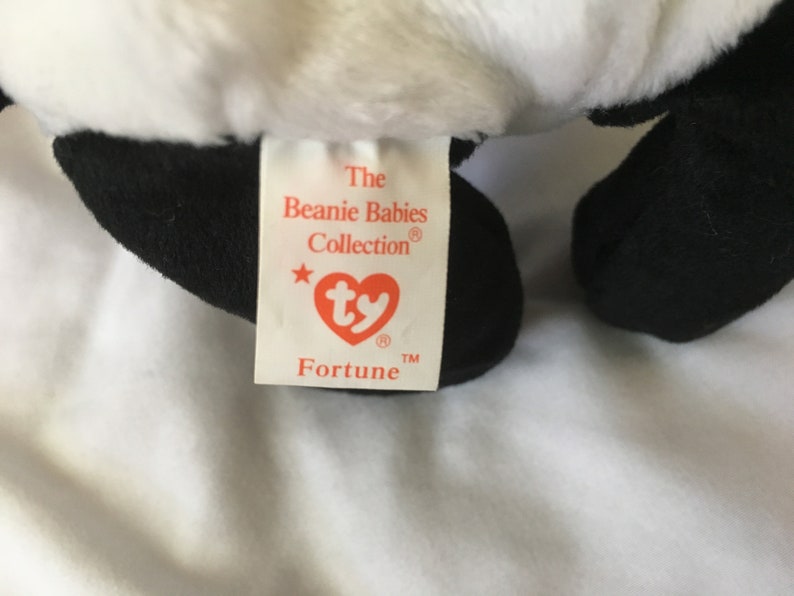 The
Beanie Babies
Collection®
★ ty®
Fortune™